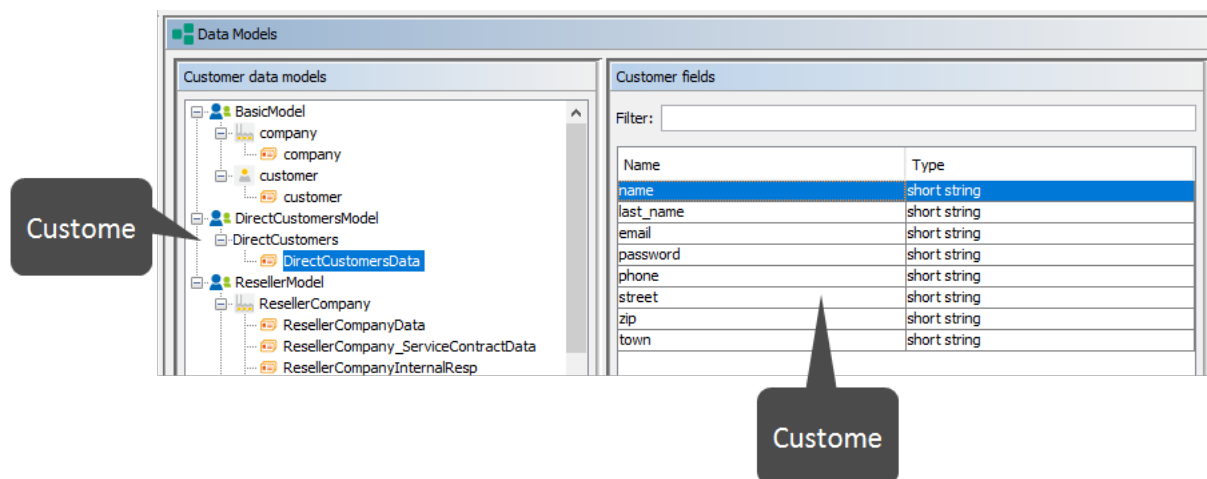 Data Models
Customer data models
BasicModel
company
company
customer
customer
DirectCustomersModel
DirectCustomers
DirectCustomersData
ResellerModel
ResellerCompany
ResellerCompanyData
ResellerCompany_ServiceContractData
ResellerCompanyInternalResp
Custome
Customer fields
Filter:
Name Type
name short string
last_name short string
email short string
password short string
phone short string
street short string
zip short string
town short string
Custome